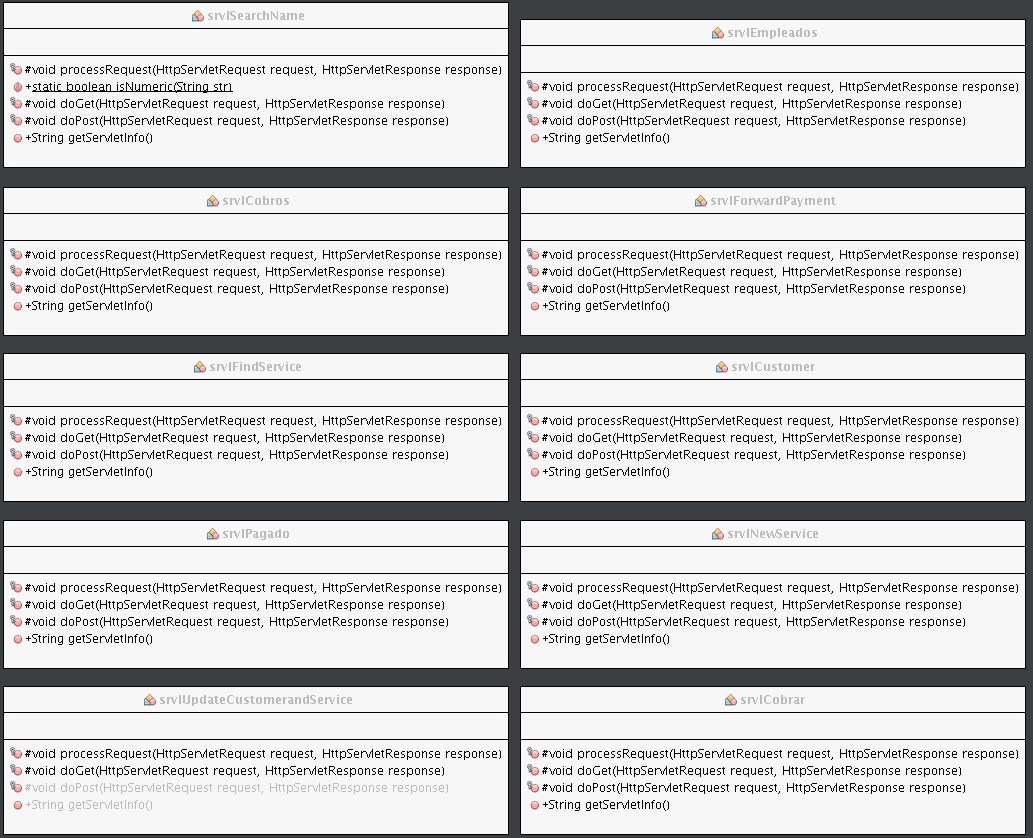 srvlSearchName
#void processRequest(HttpServletRequest request, HttpServletResponse response)
+static boolean isNumeric(String str)
#void doGet(HttpServletRequest request, HttpServletResponse response)
#void doPost(HttpServletRequest request, HttpServletResponse response)
+String getServletInfo()
srvlEmpleados
#void processRequest(HttpServletRequest request, HttpServletResponse response)
#void doGet(HttpServletRequest request, HttpServletResponse response)
#void doPost(HttpServletRequest request, HttpServletResponse response)
+String getServletInfo()
srvlCobros
#void processRequest(HttpServletRequest request, HttpServletResponse response)
#void doGet(HttpServletRequest request, HttpServletResponse response)
#void doPost(HttpServletRequest request, HttpServletResponse response)
+String getServletInfo()
srvlForwardPayment
#void processRequest(HttpServletRequest request, HttpServletResponse response)
#void doGet(HttpServletRequest request, HttpServletResponse response)
#void doPost(HttpServletRequest request, HttpServletResponse response)
+String getServletInfo()
srvlFindService
#void processRequest(HttpServletRequest request, HttpServletResponse response)
#void doGet(HttpServletRequest request, HttpServletResponse response)
#void doPost(HttpServletRequest request, HttpServletResponse response)
+String getServletInfo()
srvlCustomer
#void processRequest(HttpServletRequest request, HttpServletResponse response)
#void doGet(HttpServletRequest request, HttpServletResponse response)
#void doPost(HttpServletRequest request, HttpServletResponse response)
+String getServletInfo()
srvlPagado
#void processRequest(HttpServletRequest request, HttpServletResponse response)
#void doGet(HttpServletRequest request, HttpServletResponse response)
#void doPost(HttpServletRequest request, HttpServletResponse response)
+String getServletInfo()
srvlNewService
#void processRequest(HttpServletRequest request, HttpServletResponse response)
#void doGet(HttpServletRequest request, HttpServletResponse response)
#void doPost(HttpServletRequest request, HttpServletResponse response)
+String getServletInfo()
srvlUpdateCustomerandService
#void processRequest(HttpServletRequest request, HttpServletResponse response)
#void doGet(HttpServletRequest request, HttpServletResponse response)
#void doPost(HttpServletRequest request, HttpServletResponse response)
+String getServletInfo()
srvlCobrar
#void processRequest(HttpServletRequest request, HttpServletResponse response)
#void doGet(HttpServletRequest request, HttpServletResponse response)
#void doPost(HttpServletRequest request, HttpServletResponse response)
+String getServletInfo()